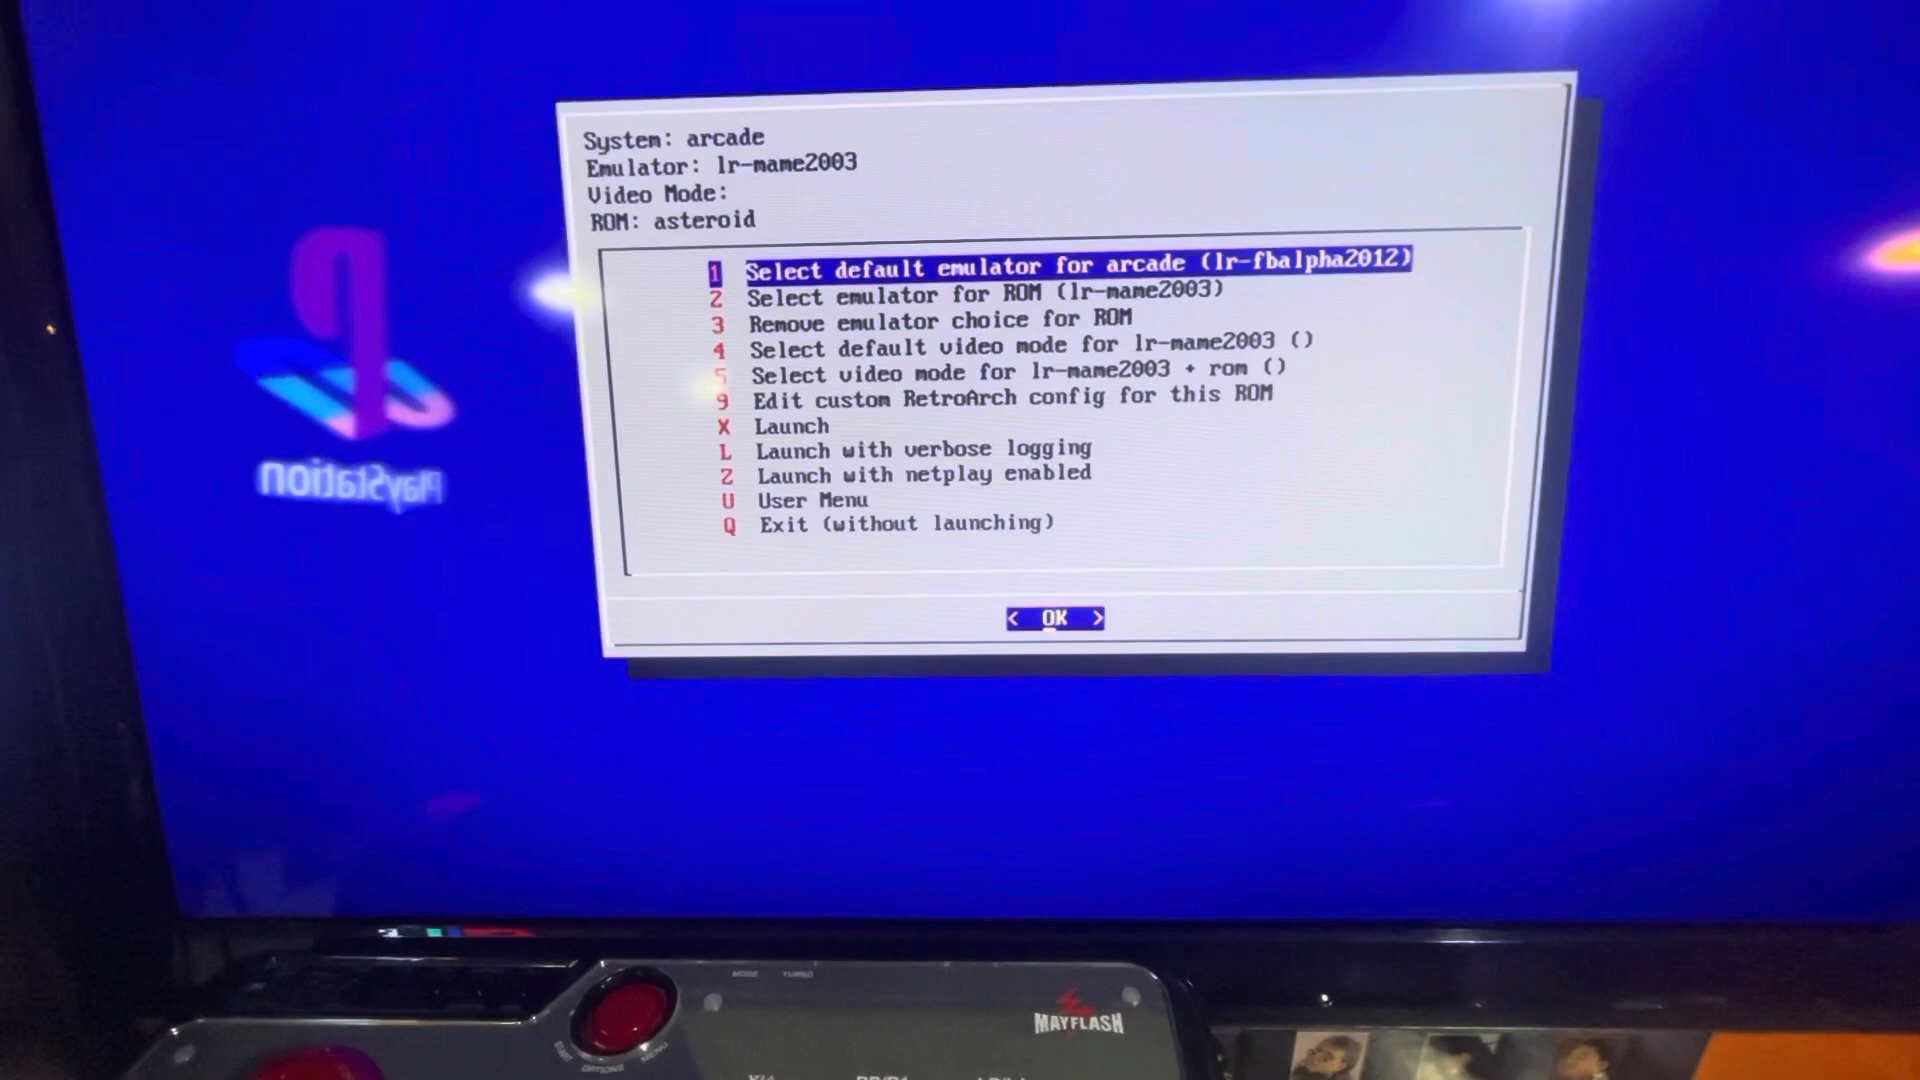 System: arcade
Emulator: lr-mame2003
Video Mode:
ROM: asteroid
1 Select default emulator for arcade (lr-fbalpha2012)
2 Select emulator for ROM (lr-mame2003)
3 Remove emulator choice for ROM
4 Select default video mode for lr-mame2003 ()
5 Select video mode for lr-mame2003 + rom ()
9 Edit custom RetroArch config for this ROM
X Launch
L Launch with verbose logging
Z Launch with netplay enabled
U User Menu
Q Exit (without launching)
< OK >
PlayStation
MODE TURBO
MAYFLASH
START
OPTIONS
MENU